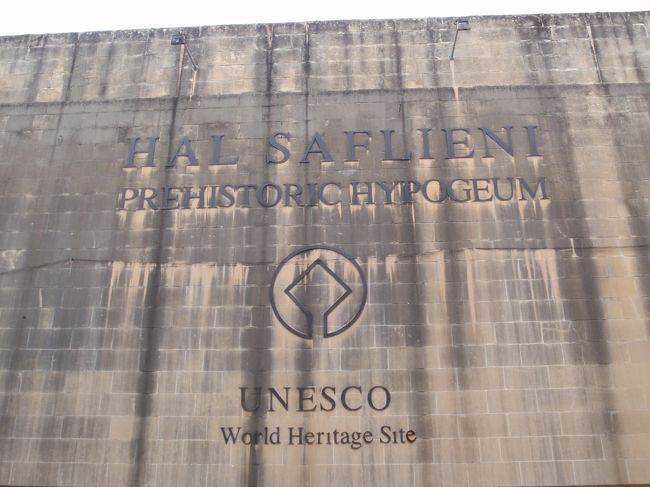 HAL SAFLIENI
PREHISTORIC HYPOGEUM
UNESCO
World Heritage Site